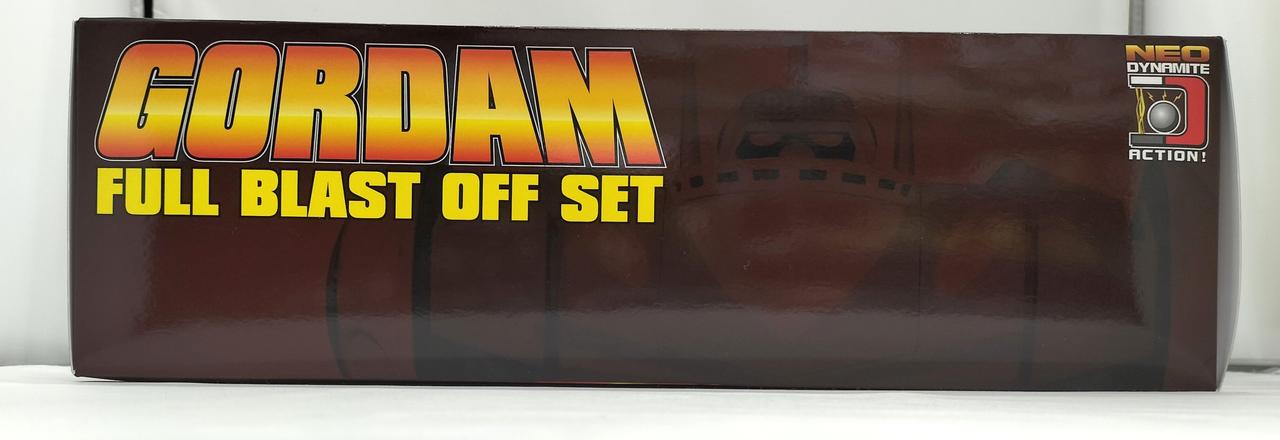 GORDAM
FULL BLAST OFF SET
NEO
DYNAMITE
ACTION!